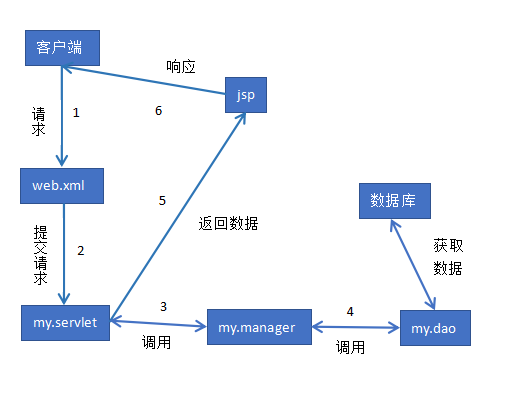 客户端
响应
jsp
6
1
请求
web.xml
数据库
5
返回数据
提交请求
2
获取
数据
my.servlet
3
调用
my.manager
4
调用
my.dao